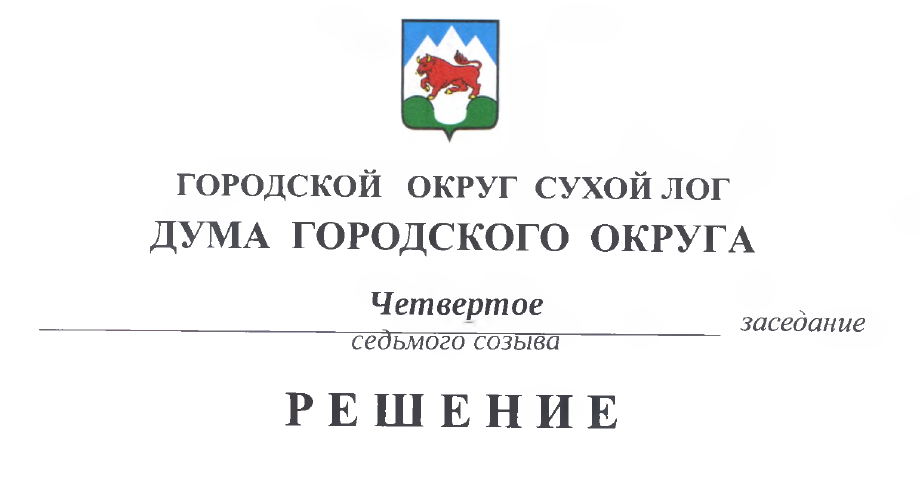 ГОРОДСКОЙ ОКРУГ СУХОЙ ЛОГ
ДУМА ГОРОДСКОГО ОКРУГА
Четвертое заседание
седьмого созыва
РЕШЕНИЕ